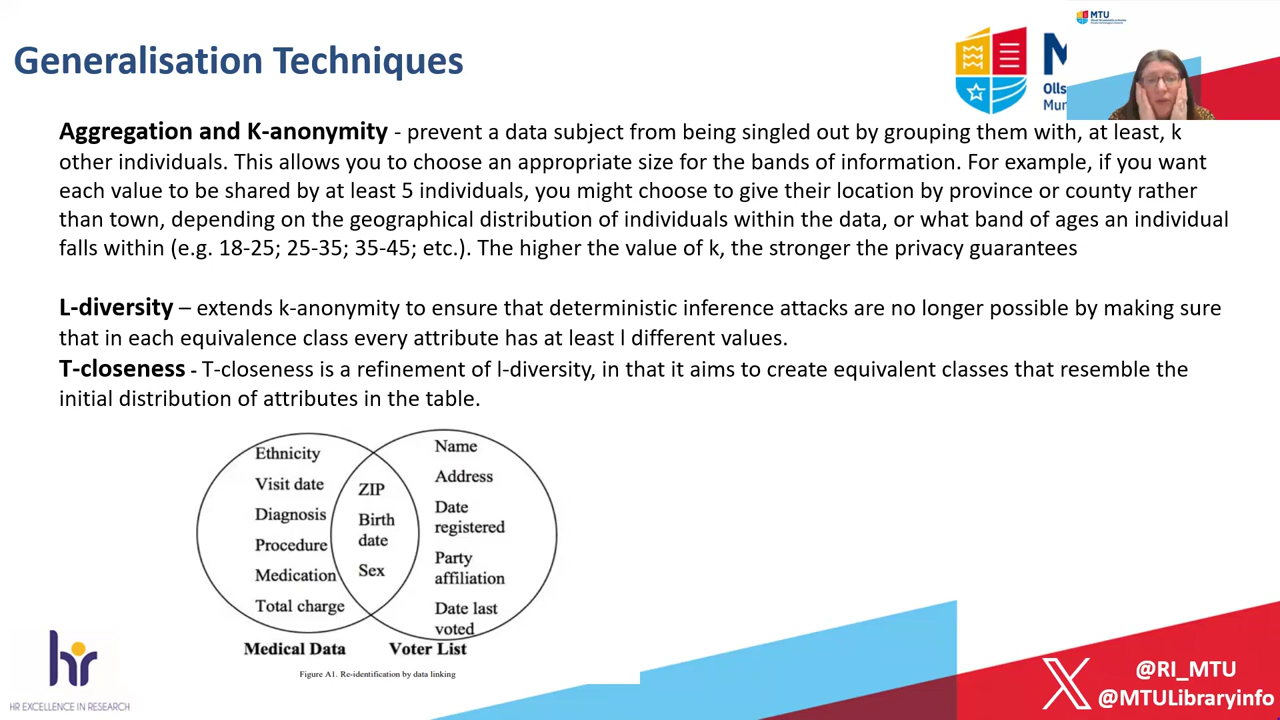 MTU
Generalisation Techniques
M
Olls
Mur
Aggregation and K-anonymity - prevent a data subject from being singled out by grouping them with, at least, k
other individuals. This allows you to choose an appropriate size for the bands of information. For example, if you want
each value to be shared by at least 5 individuals, you might choose to give their location by province or county rather
than town, depending on the geographical distribution of individuals within the data, or what band of ages an individual
falls within (e.g. 18-25; 25-35; 35-45; etc.). The higher the value of k, the stronger the privacy guarantees
L-diversity – extends k-anonymity to ensure that deterministic inference attacks are no longer possible by making sure
that in each equivalence class every attribute has at least l different values.
T-closeness - T-closeness is a refinement of l-diversity, in that it aims to create equivalent classes that resemble the
initial distribution of attributes in the table.
Ethnicity
Visit date
Diagnosis
Procedure
Medication
Total charge
ZIP
Birth
date
Sex
Name
Address
Date
registered
Party
affiliation
Date last
voted
Medical Data
Voter List
Figure A1. Re-identification by data linking
hr
HR EXCELLENCE IN RESEARCH
@RI_MTU
@MTULibraryinfo